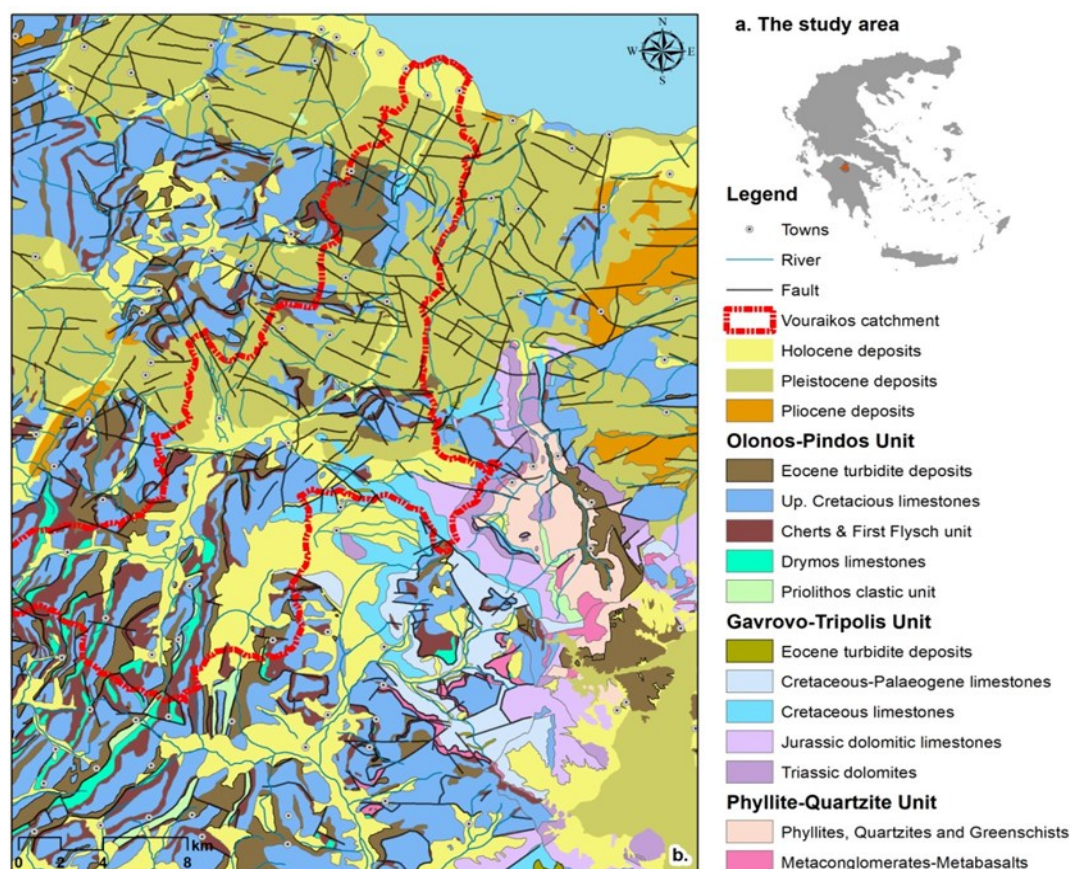 a. The study area
N
W E
S
Legend
Towns
River
Fault
Vouraikos catchment
Holocene deposits
Pleistocene deposits
Pliocene deposits
Olonos-Pindos Unit
Eocene turbidite deposits
Up. Cretacious limestones
Cherts & First Flysch unit
Drymos limestones
Priolithos clastic unit
Gavrovo-Tripolis Unit
Eocene turbidite deposits
Cretaceous-Palaeogene limestones
Cretaceous limestones
Jurassic dolomitic limestones
Triassic dolomites
Phyllite-Quartzite Unit
Phyllites, Quartzites and Greenschists
Metaconglomerates-Metabasalts
km
0 2 4 8
b.